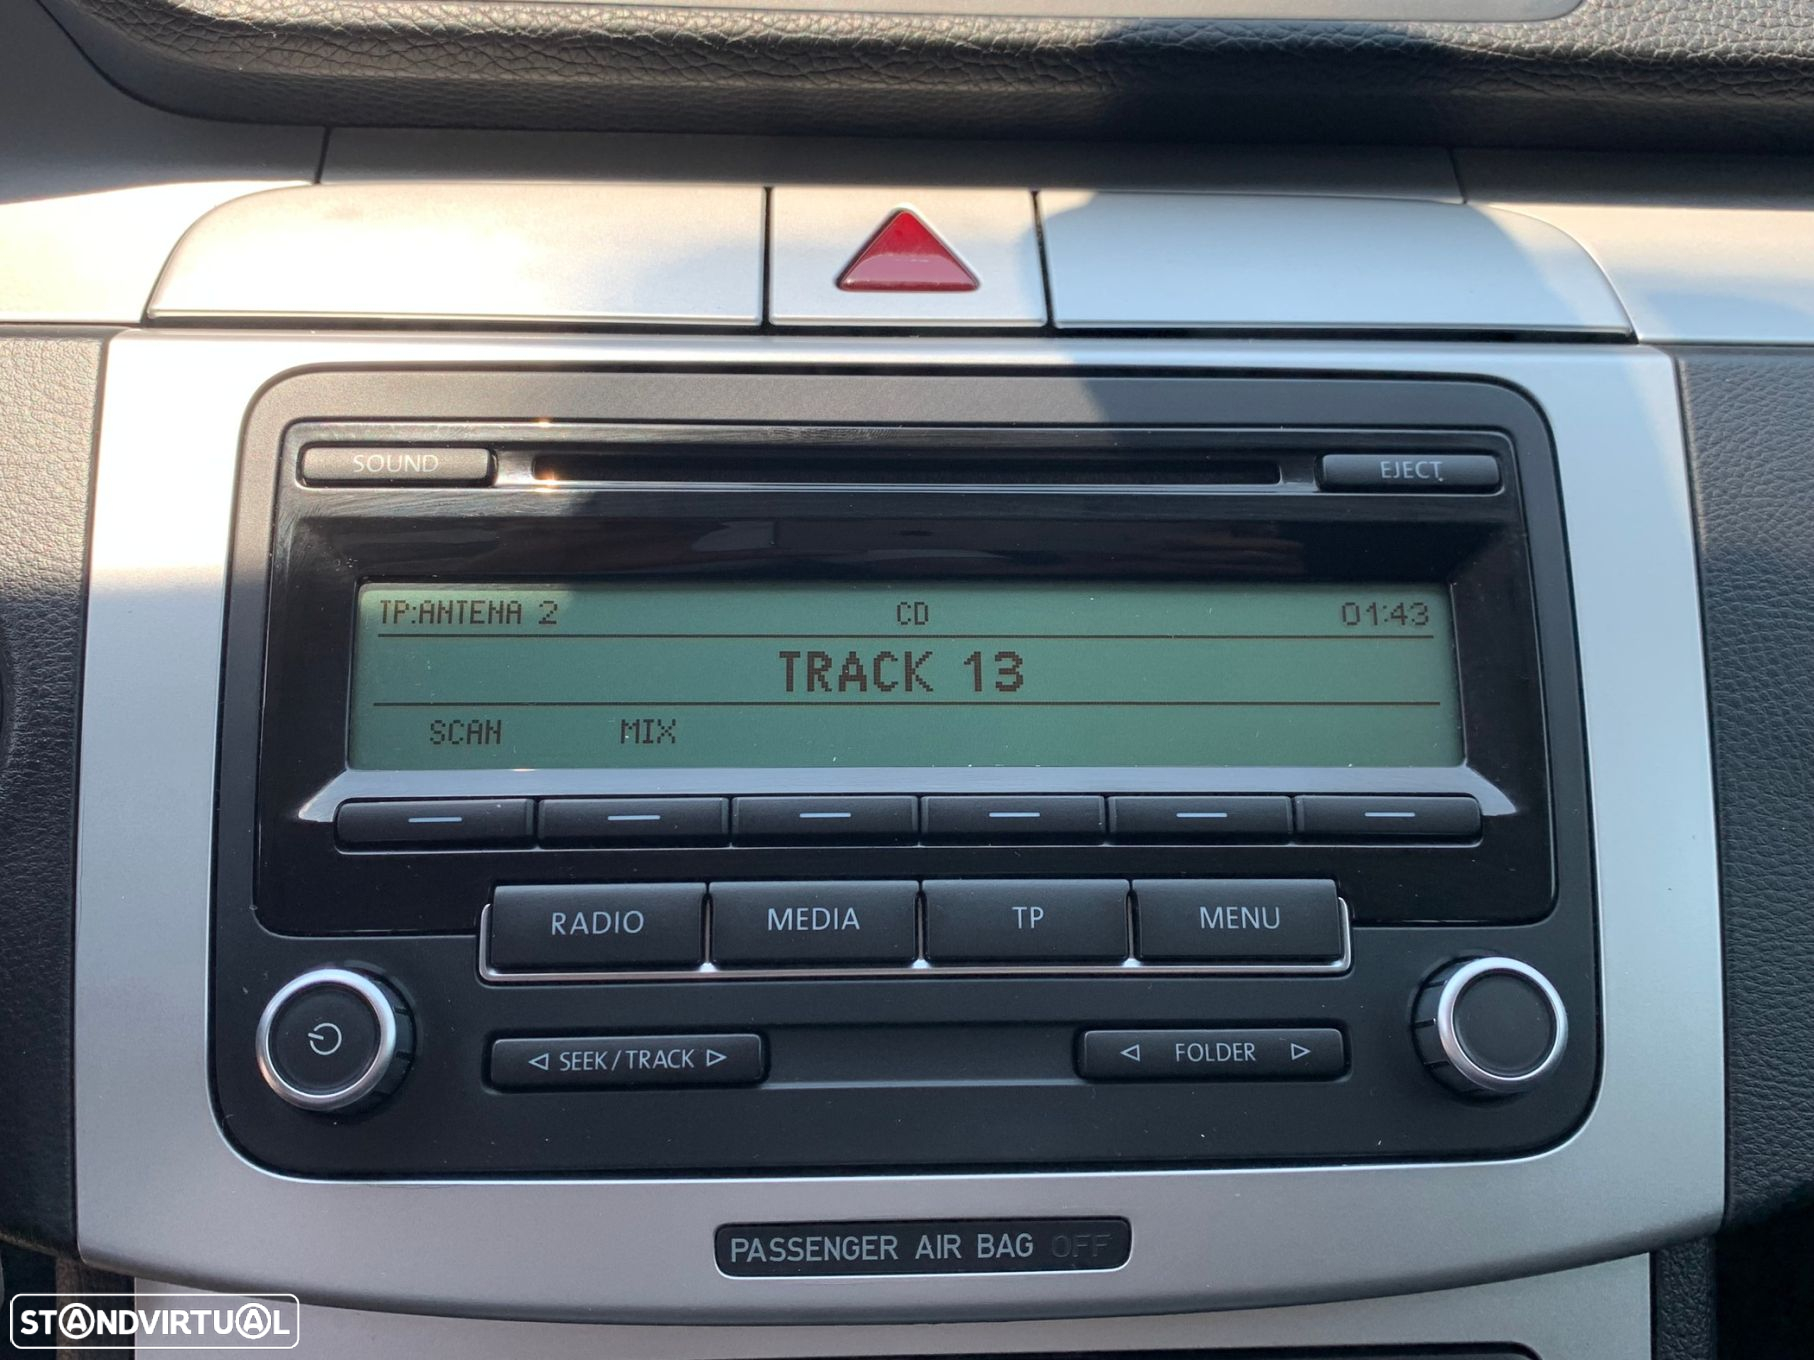 SOUND
EJECT
TP:ANTENA 2 CD 01:43
TRACK 13
SCAN MIX
RADIO MEDIA TP MENU
SEEK/TRACK FOLDER
PASSENGER AIR BAG OFF
STANDVIRTUAL